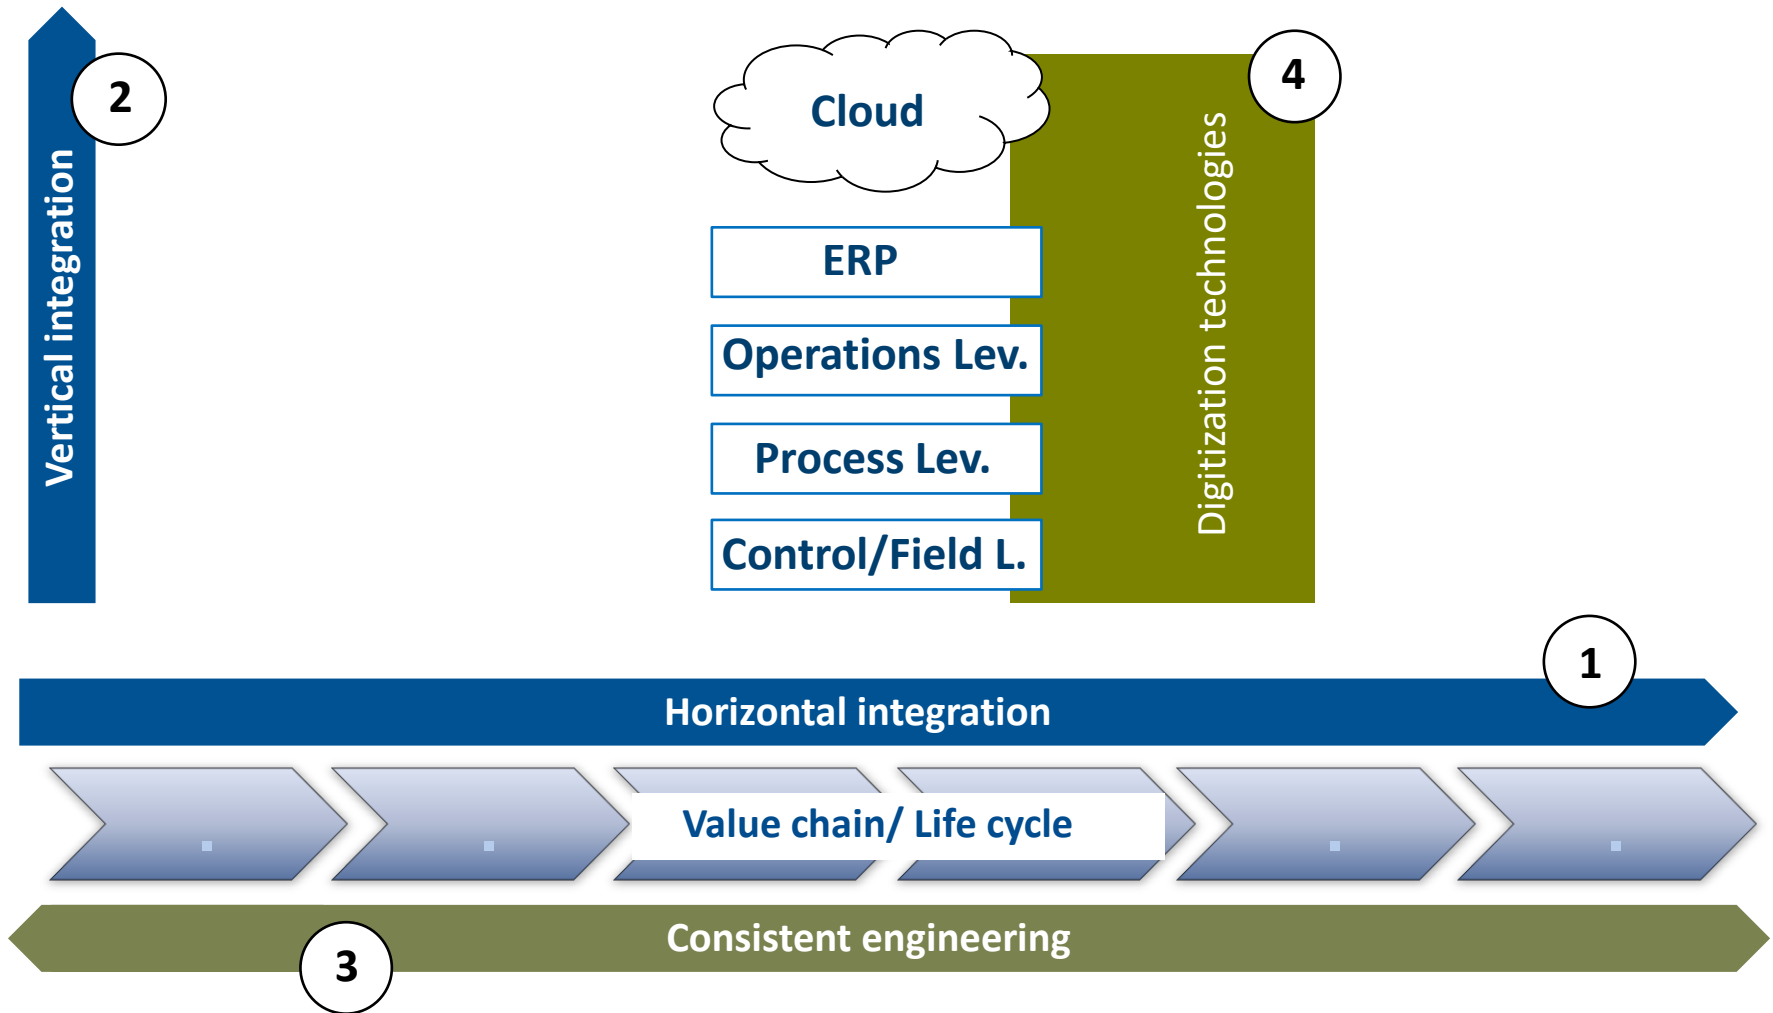 2
Vertical integration
Cloud
ERP
Operations Lev.
Process Lev.
Control/Field L.
4
Digitization technologies
1
Horizontal integration
Value chain/ Life cycle
Consistent engineering
3